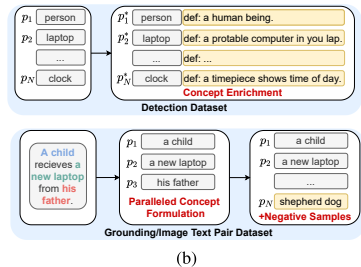 p1 person
p2 laptop
...
pN clock
p*1 person def: a human being.
p*2 laptop def: a protable computer in you lap.
... def: ...
p*N clock def: a timepiece shows time of day.
Concept Enrichment
Detection Dataset
A child
recieves a
new laptop
from his
father.
p1 a child
p2 a new laptop
p3 his father
Paralleled Concept
Formulation
p1 a child
p2 a new laptop
...
pN shepherd dog
+Negative Samples
Grounding/Image Text Pair Dataset
(b)